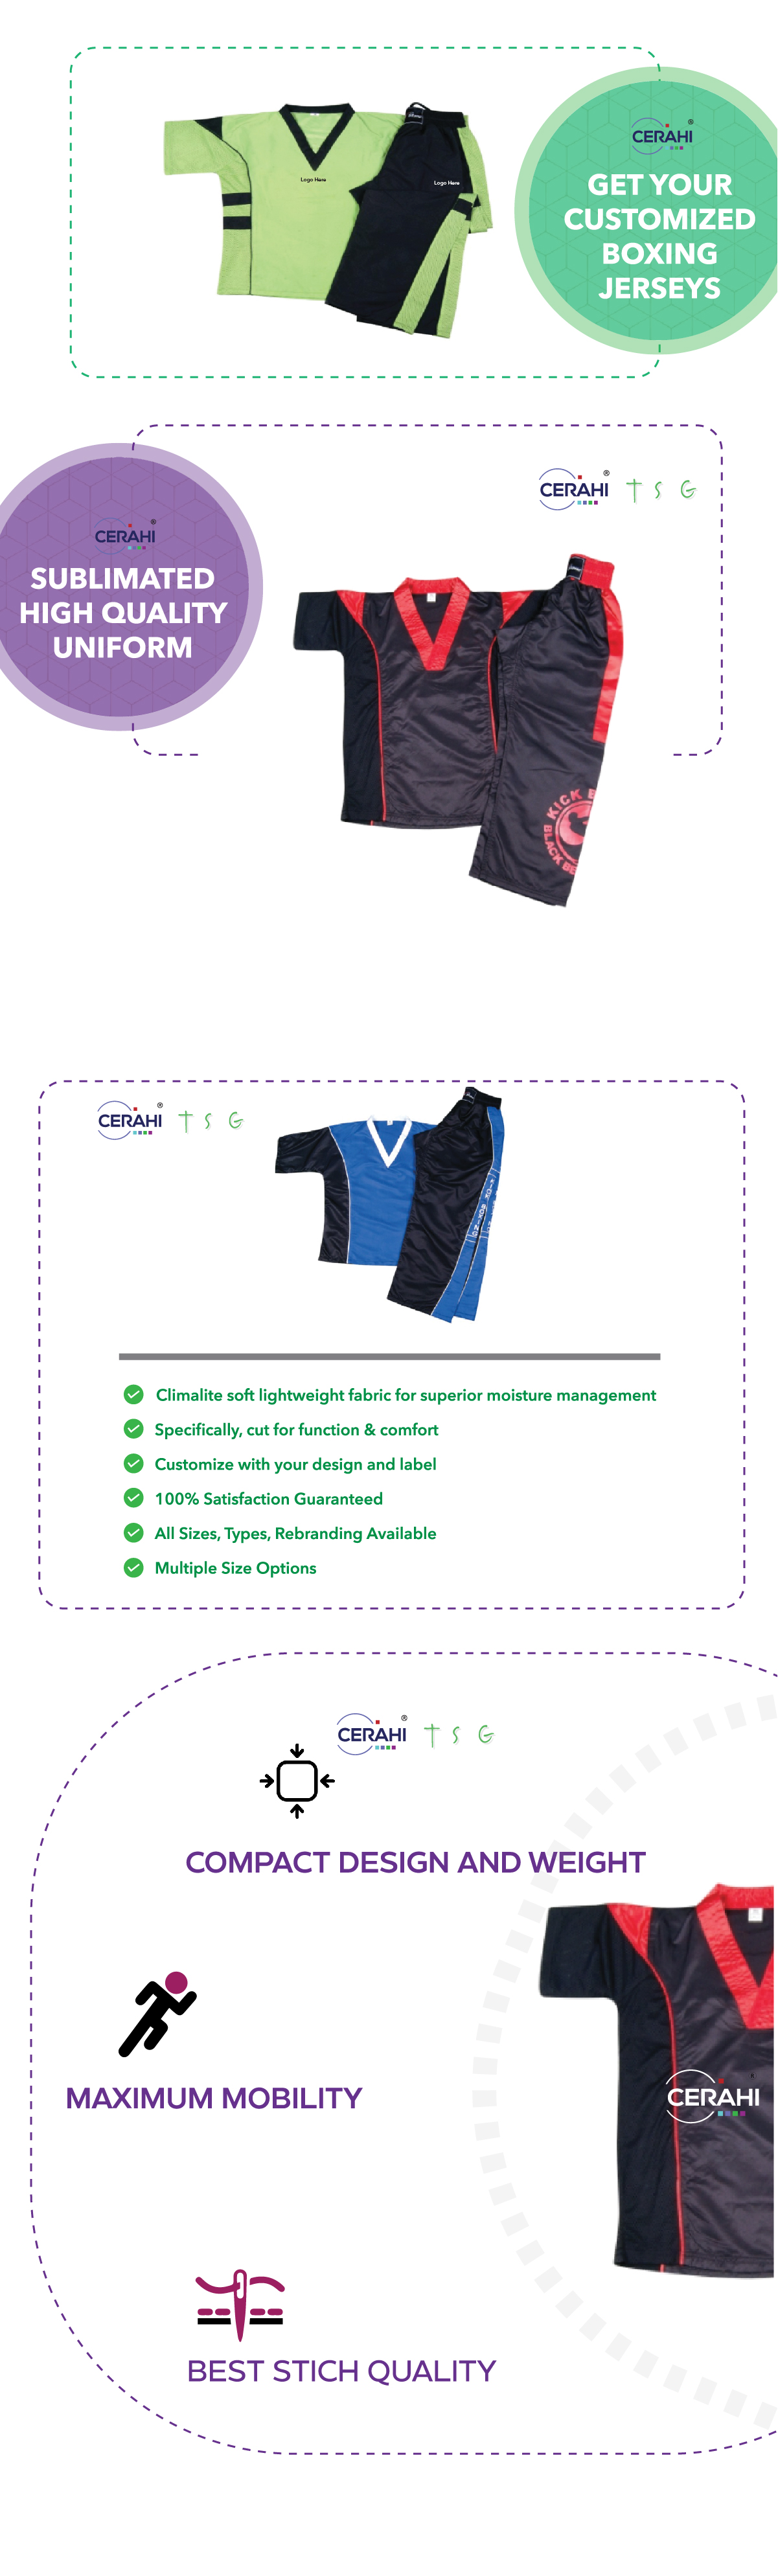 CERAHI ®
GET YOUR
CUSTOMIZED
BOXING
JERSEYS
Logo Here
Logo Here
CERAHI ® T S G
CERAHI ®
SUBLIMATED
HIGH QUALITY
UNIFORM
KICK B
BLACK BE
CERAHI ® T S G
Climalite soft lightweight fabric for superior moisture management
Specifically, cut for function & comfort
Customize with your design and label
100% Satisfaction Guaranteed
All Sizes, Types, Rebranding Available
Multiple Size Options
CERAHI ® T S G
COMPACT DESIGN AND WEIGHT
MAXIMUM MOBILITY
CERAHI
BEST STICH QUALITY